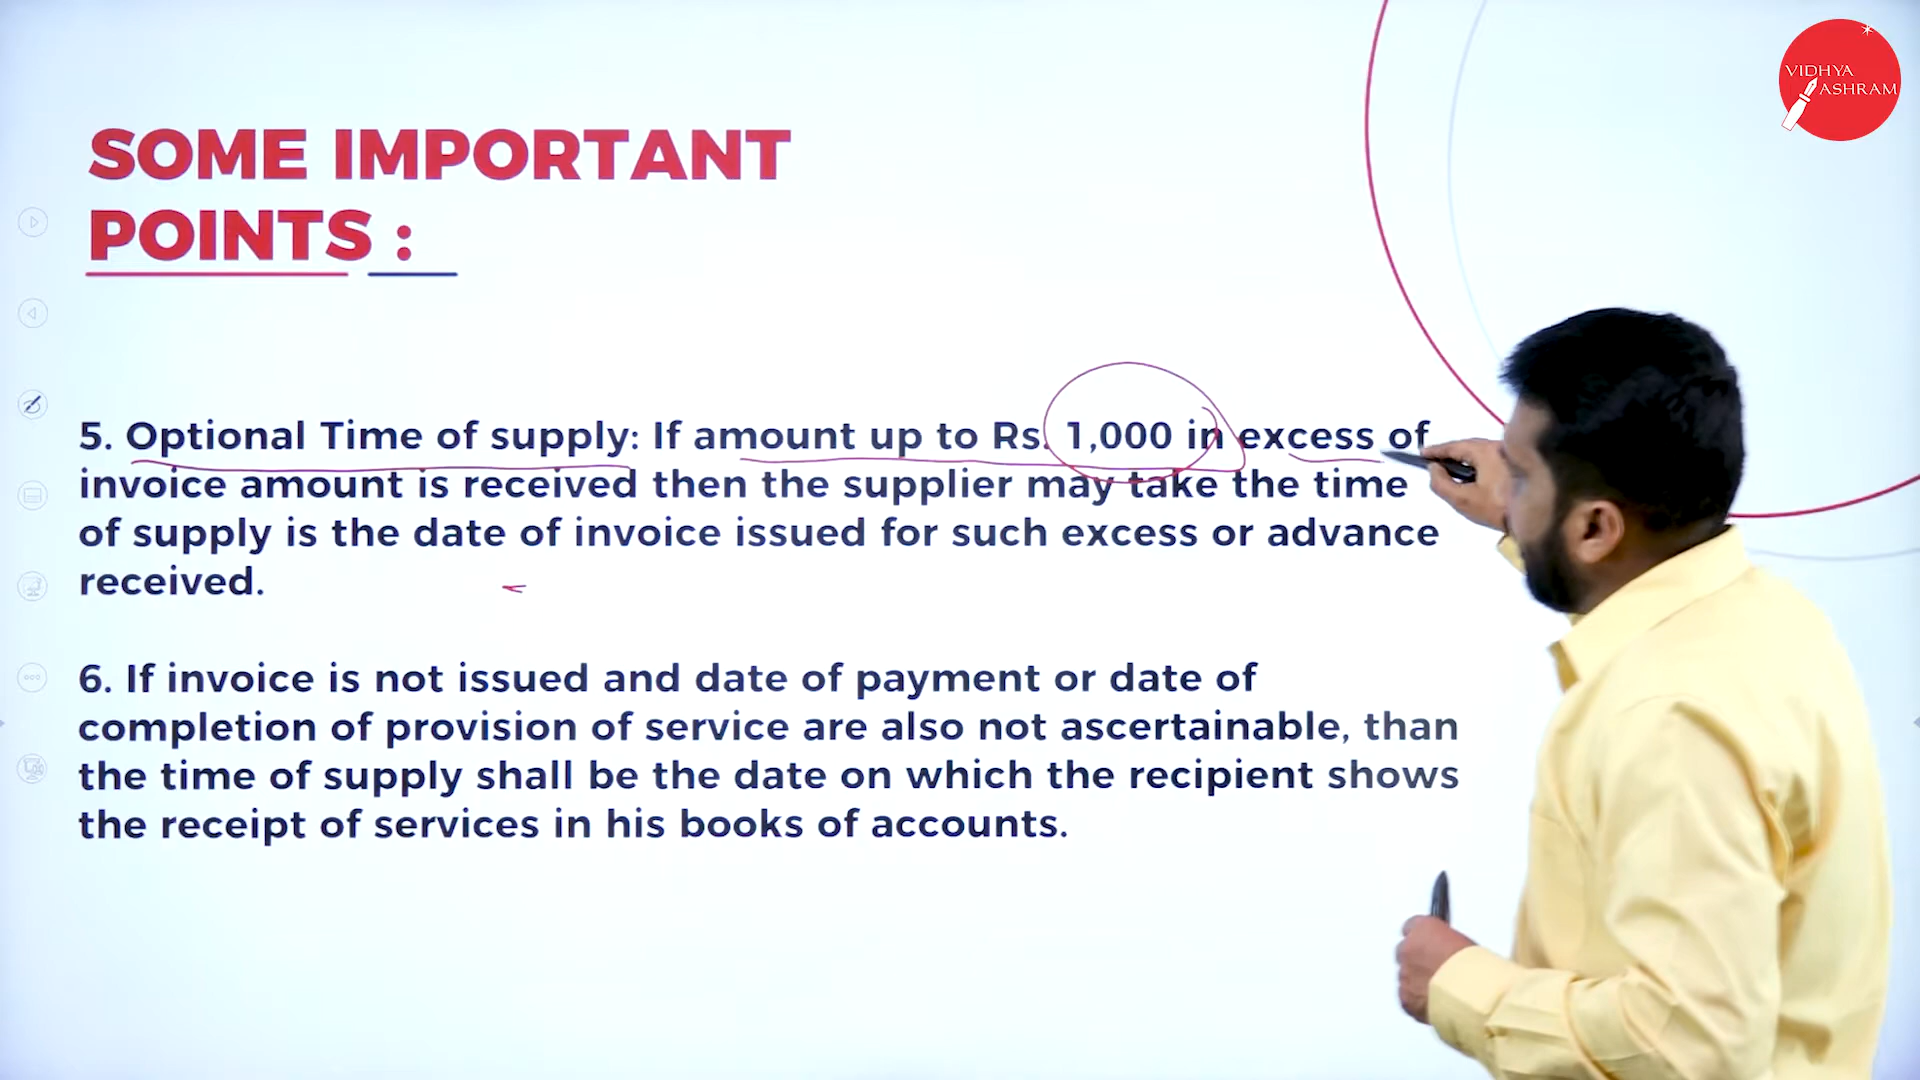 VIDHYA
ASHRAM
SOME IMPORTANT
POINTS :
5. Optional Time of supply: If amount up to Rs. 1,000 in excess of
invoice amount is received then the supplier may take the time
of supply is the date of invoice issued for such excess or advance
received.
6. If invoice is not issued and date of payment or date of
completion of provision of service are also not ascertainable, than
the time of supply shall be the date on which the recipient shows
the receipt of services in his books of accounts.